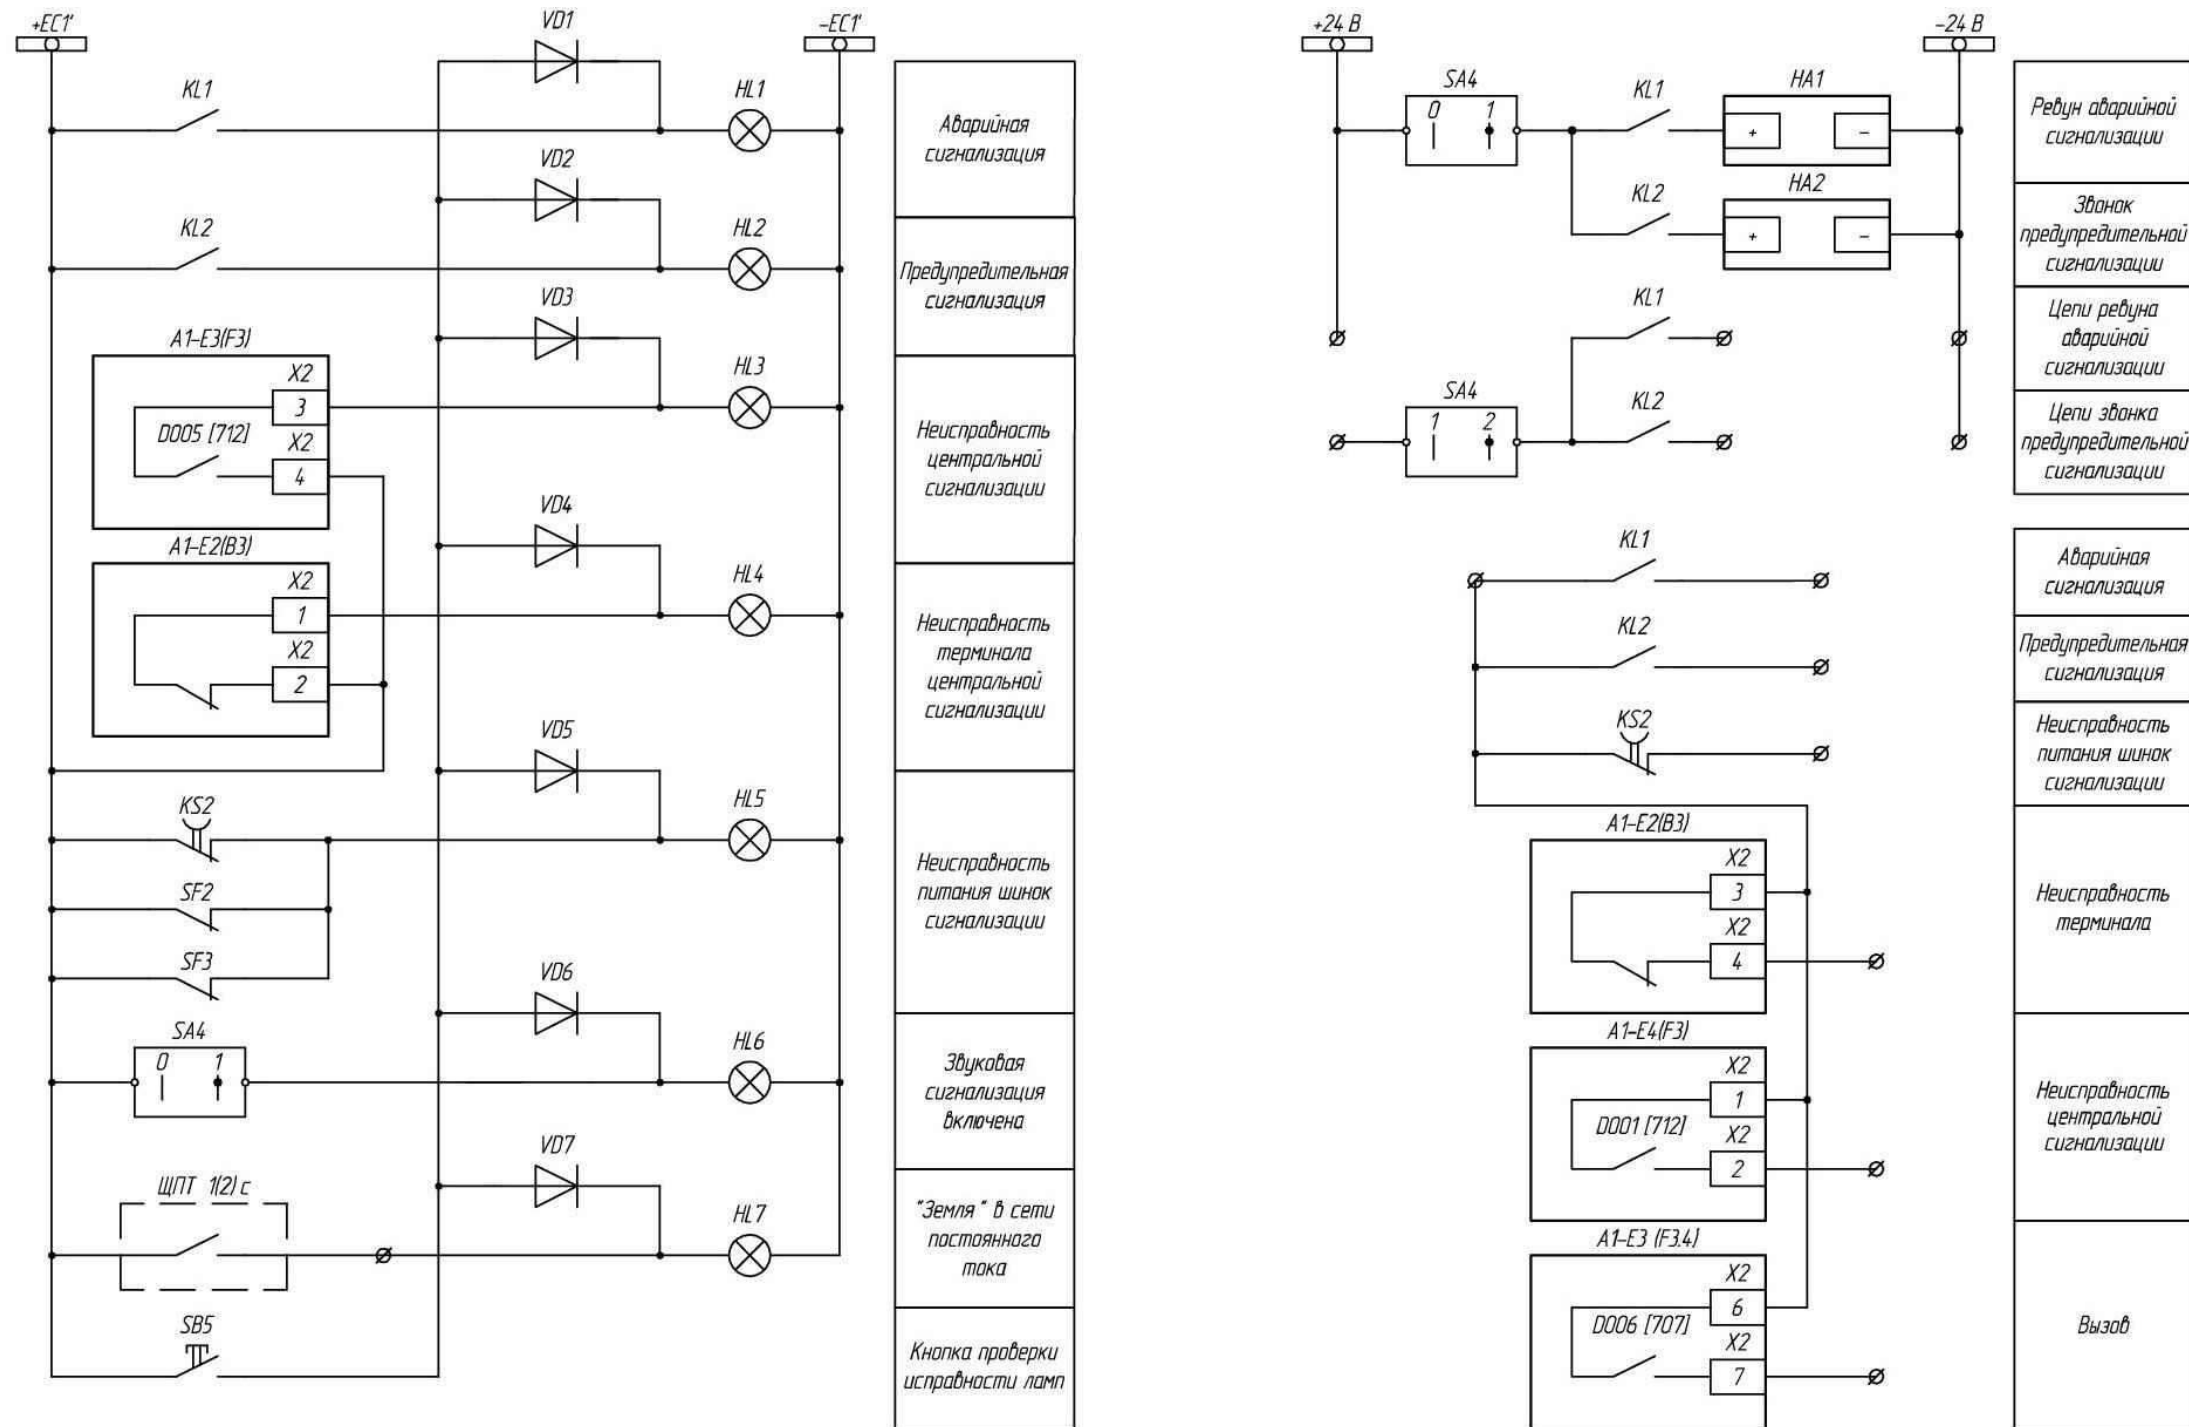 +ЕС1'
VD1
–ЕС1'
KL1
HL1
Аварийная
сигнализация
VD2
KL2
HL2
Предупредительная
сигнализация
VD3
A1–E3(F3)
X2
3
D005 [712]
X2
4
HL3
Неисправность
центральной
сигнализации
VD4
A1–E2(B3)
X2
1
X2
2
HL4
Неисправность
терминала
центральной
сигнализации
VD5
KS2
HL5
SF2
SF3
Неисправность
питания шинок
сигнализации
VD6
SA4
0 1
HL6
Звуковая
сигнализация
включена
VD7
ЩПТ 1(2) с
HL7
"Земля" в сети
постоянного
тока
SB5
Кнопка проверки
исправности ламп
+24 В
–24 В
SA4
0 1
KL1
HA1
+ –
Ревун аварийной
сигнализации
KL2
HA2
+ –
Звонок
предупредительной
сигнализации
KL1
Цепи ревуна
аварийной
сигнализации
SA4
1 2
KL2
Цепи звонка
предупредительной
сигнализации
KL1
Аварийная
сигнализация
KL2
Предупредительная
сигнализация
KS2
Неисправность
питания шинок
сигнализации
A1–E2(B3)
X2
3
X2
4
Неисправность
терминала
A1–E4(F3)
X2
1
D001 [712]
X2
2
Неисправность
центральной
сигнализации
A1–E3 (F3.4)
X2
6
D006 [707]
X2
7
Вызов